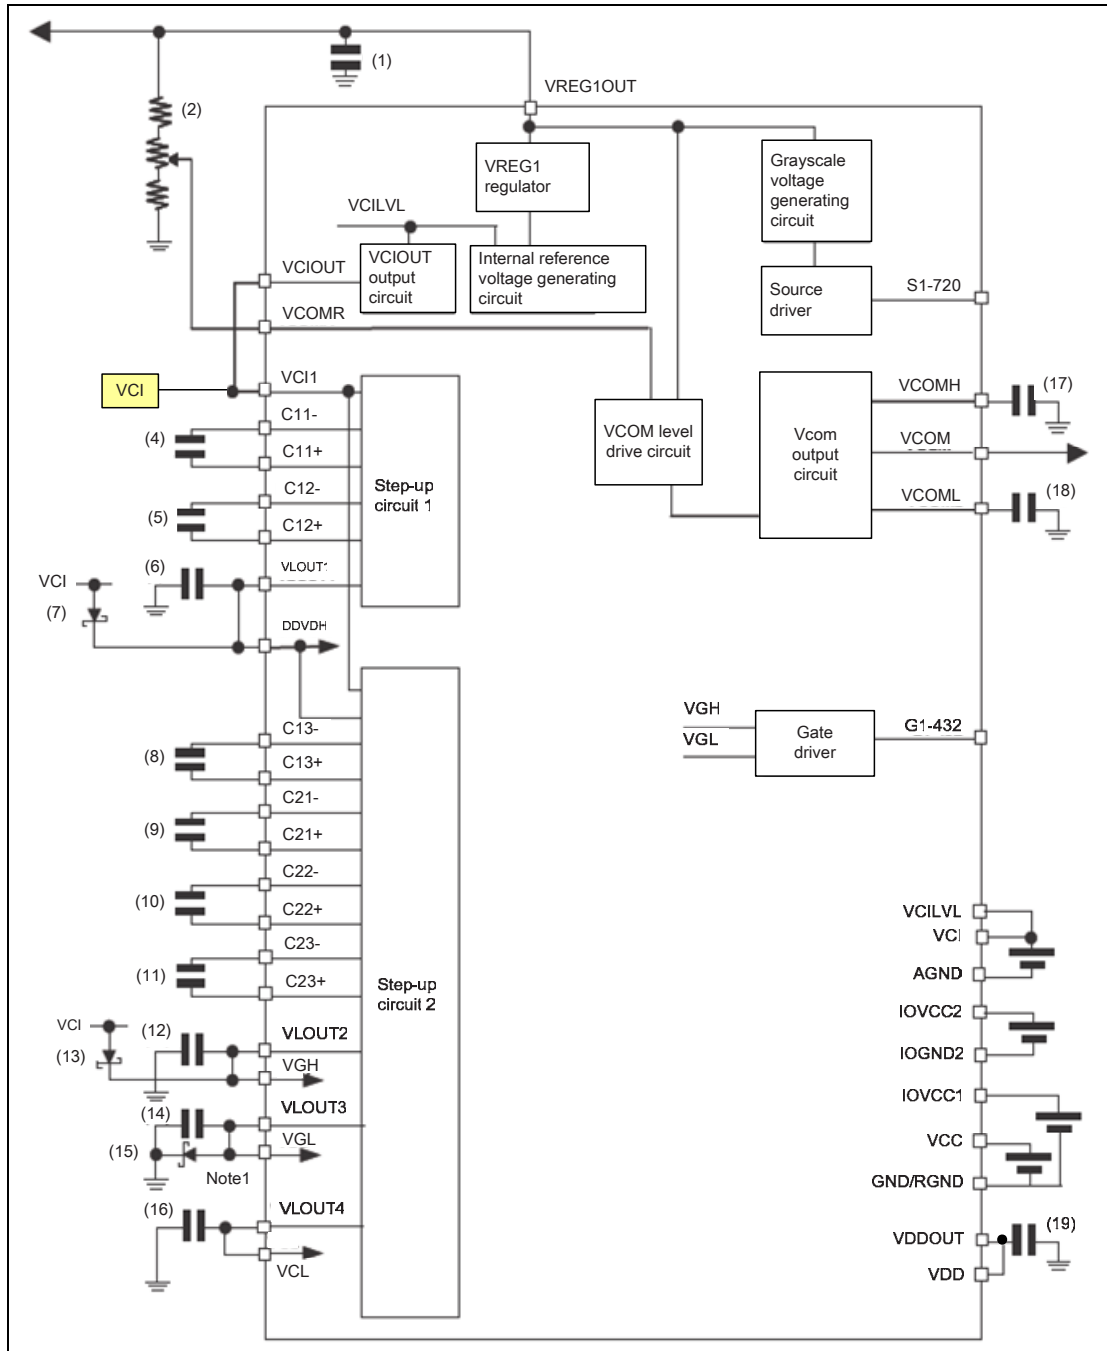 (1)
VREG1OUT
(2)
VREG1
regulator
Grayscale
voltage
generating
circuit
VCILVL
VCIOUT
VCIOUT
output
circuit
Internal reference
voltage generating
circuit
Source
driver
S1-720
VCOMR
VCI
VCI1
C11-
(4)
C11+
C12-
(5)
C12+
Step-up
circuit 1
VCOM level
drive circuit
Vcom
output
circuit
VCOMH
(17)
VCOM
VCOML
(18)
(6)
VLOUT1
VCI
(7)
DDVDH
C13-
(8)
C13+
C21-
(9)
C21+
C22-
(10)
C22+
C23-
(11)
C23+
Step-up
circuit 2
VGH
VGL
Gate
driver
G1-432
VCI
(12)
VLOUT2
(13)
VGH
(14)
VLOUT3
(15)
VGL
Note1
(16)
VLOUT4
VCL
VCILVL
VCI
AGND
IOVCC2
IOGND2
IOVCC1
VCC
GND/RGND
VDDOUT
(19)
VDD